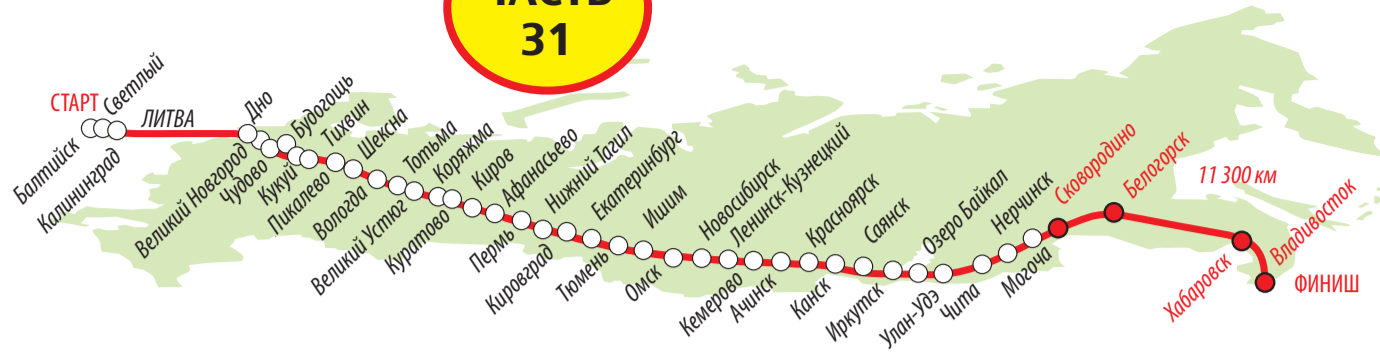 ЧАСТЬ
31
СТАРТ
Светлый
ЛИТВА
Балтийск
Калининград
Дно
Великий Новгород
Чудово
Будогощь
Кукуй
Тихвин
Пикалево
Шексна
Вологда
Тотьма
Великий Устюг
Коряжма
Куратово
Киров
Афанасьево
Пермь
Нижний Тагил
Кировград
Екатеринбург
Тюмень
Ишим
Омск
Новосибирск
Ленинск-Кузнецкий
Кемерово
Ачинск
Красноярск
Канск
Саянск
Иркутск
Озеро Байкал
Улан-Удэ
Чита
Нерчинск
Могоча
Сковородино
Белогорск
11 300 км
Хабаровск
Владивосток
ФИНИШ